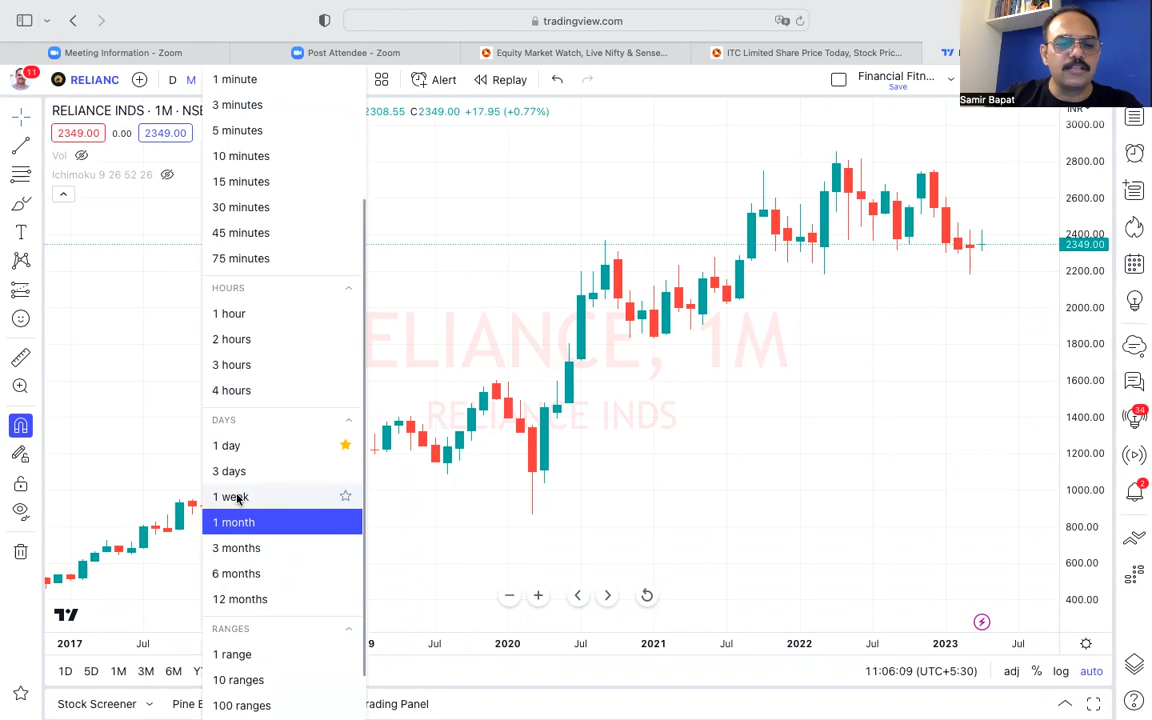 tradingview.com
Meeting Information - Zoom
Post Attendee - Zoom
Equity Market Watch, Live Nifty & Sense...
ITC Limited Share Price Today, Stock Pric...
11
RELIANC
D
M
Alert
Replay
Financial Fitn...
Save
Samir Bapat
RELIANCE INDS · 1M · NSE
2308.55 C2349.00 +17.95 (+0.77%)
2349.00
0.00
2349.00
Vol
Ichimoku 9 26 52 26
1 minute
3 minutes
5 minutes
10 minutes
15 minutes
30 minutes
45 minutes
75 minutes
HOURS
1 hour
2 hours
3 hours
4 hours
DAYS
1 day
3 days
1 week
1 month
3 months
6 months
12 months
RANGES
1 range
10 ranges
100 ranges
ELIANCE, 1M
RELIANCE INDS
3000.00
2800.00
2600.00
2400.00
2349.00
2200.00
2000.00
1800.00
1600.00
1400.00
1200.00
1000.00
800.00
600.00
400.00
34
2
2017
Jul
9
Jul
2020
Jul
2021
Jul
2022
Jul
2023
Jul
1D
5D
1M
3M
6M
11:06:09 (UTC+5:30)
adj
%
log
auto
Stock Screener
Pine E
rading Panel